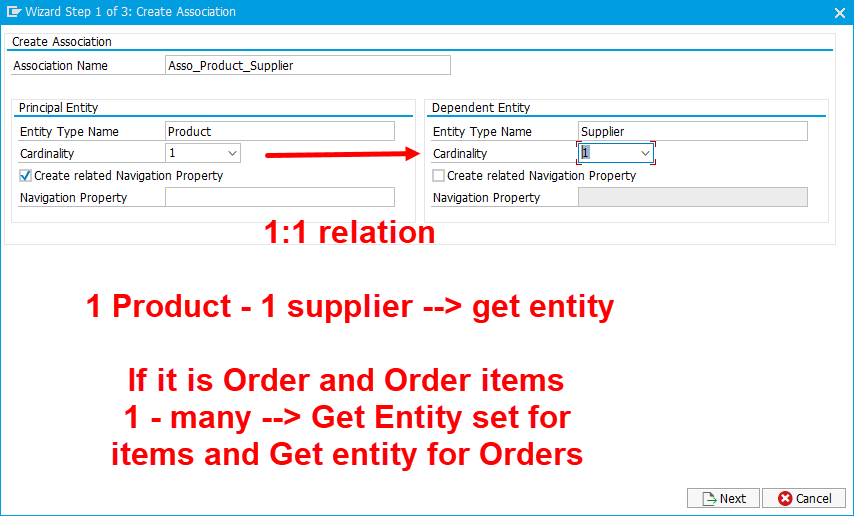 Wizard Step 1 of 3: Create Association
Create Association
Association Name Asso_Product_Supplier
Principal Entity
Entity Type Name Product
Cardinality 1
Create related Navigation Property
Navigation Property
Dependent Entity
Entity Type Name Supplier
Cardinality 1
Create related Navigation Property
Navigation Property
1:1 relation
1 Product - 1 supplier --> get entity
If it is Order and Order items
1 - many --> Get Entity set for
items and Get entity for Orders
Next Cancel